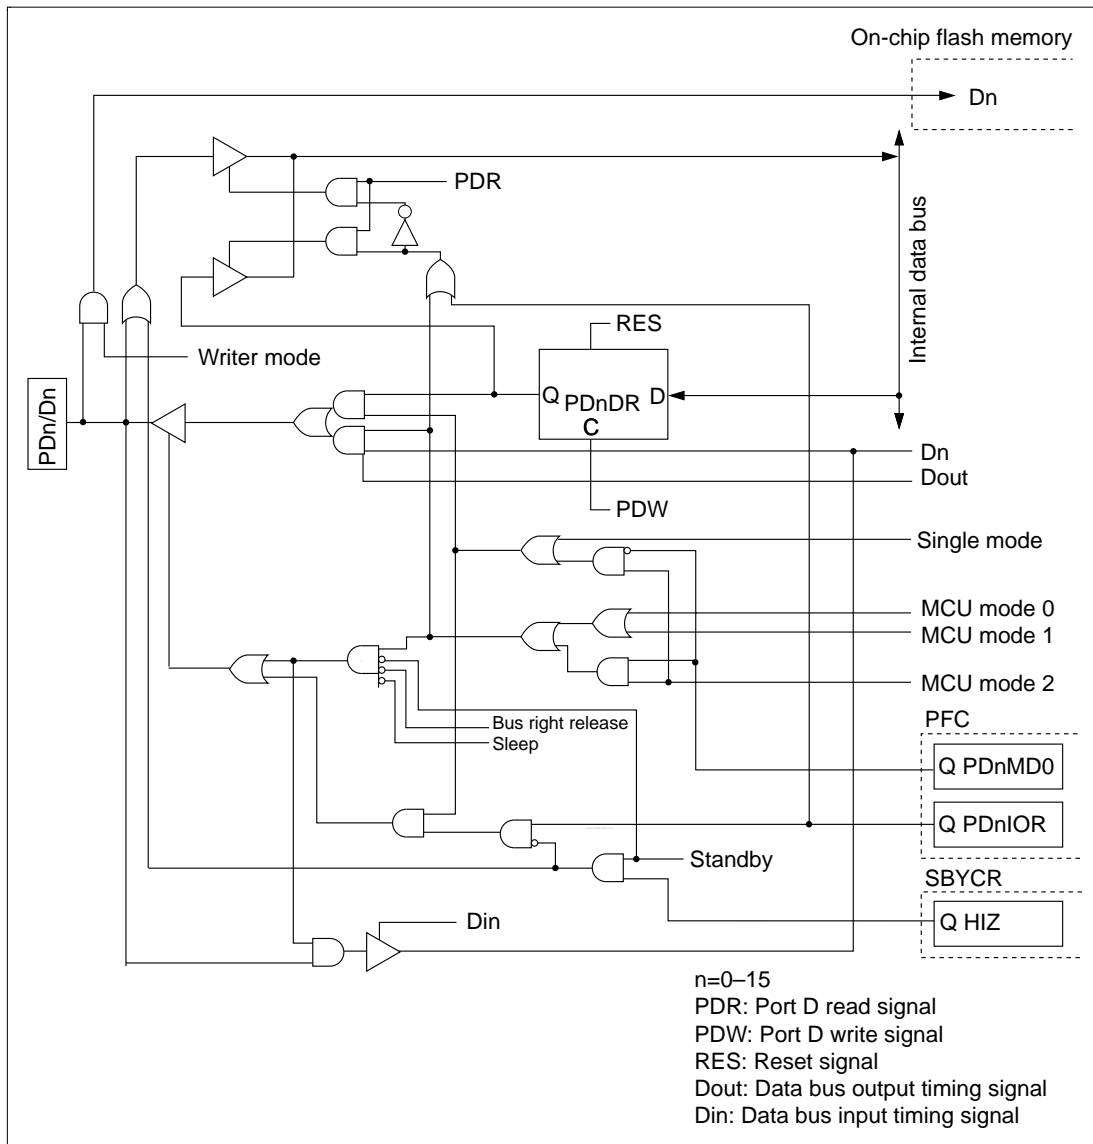 On-chip flash memory
Dn
PDR
Internal data bus
RES
Writer mode
Q PDnDR D
C
PDn/Dn
Dn
Dout
PDW
Single mode
MCU mode 0
MCU mode 1
MCU mode 2
Bus right release
Sleep
PFC
Q PDnMD0
Q PDnIOR
Standby
SBYCR
Q HIZ
Din
n=0–15
PDR: Port D read signal
PDW: Port D write signal
RES: Reset signal
Dout: Data bus output timing signal
Din: Data bus input timing signal